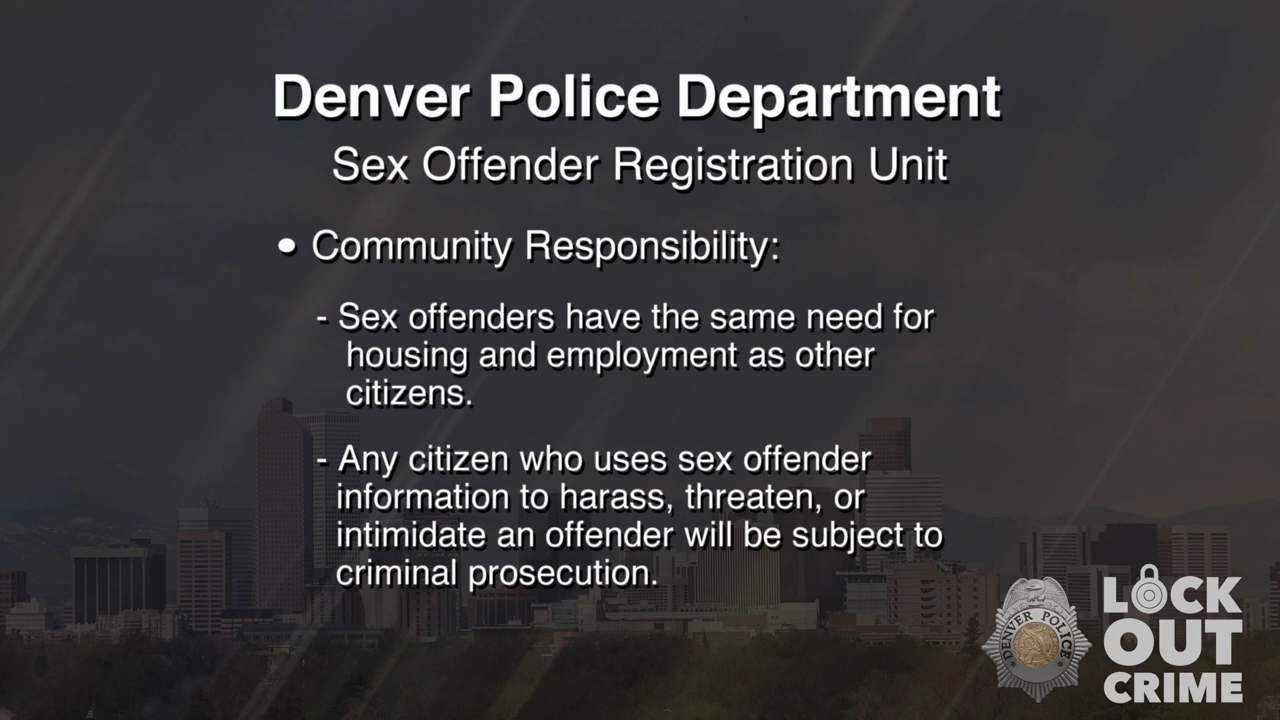 Denver Police Department
Sex Offender Registration Unit
• Community Responsibility:
- Sex offenders have the same need for
housing and employment as other
citizens.
- Any citizen who uses sex offender
information to harass, threaten, or
intimidate an offender will be subject to
criminal prosecution.
DENVER POLICE
LOCK
OUT
CRIME